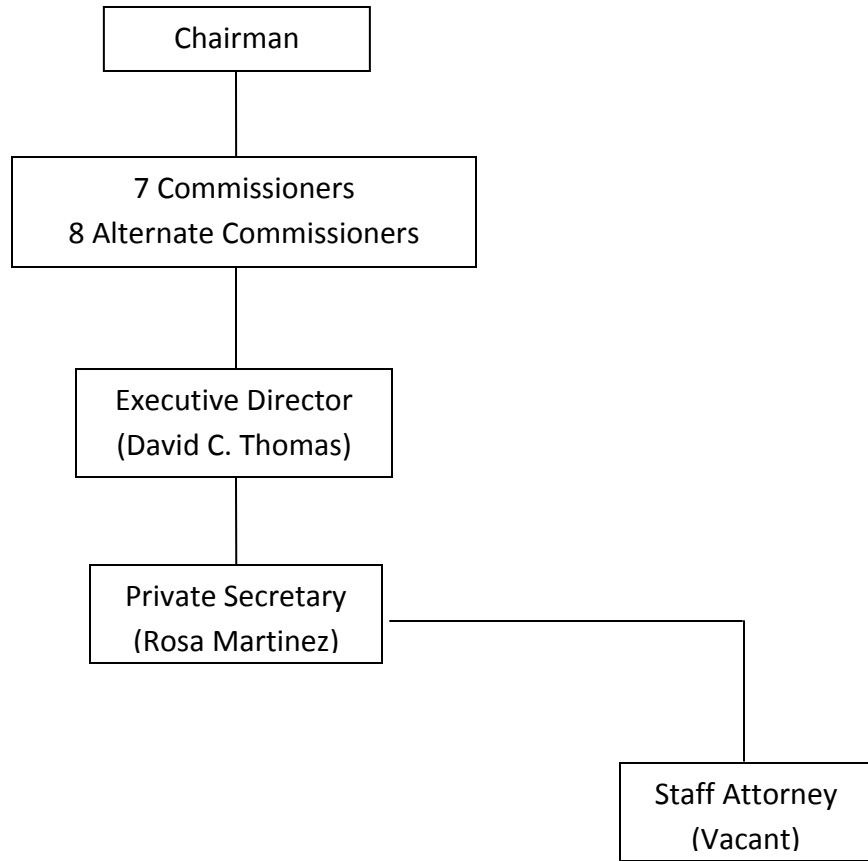 Chairman
7 Commissioners
8 Alternate Commissioners
Executive Director
(David C. Thomas)
Private Secretary
(Rosa Martinez)
Staff Attorney
(Vacant)